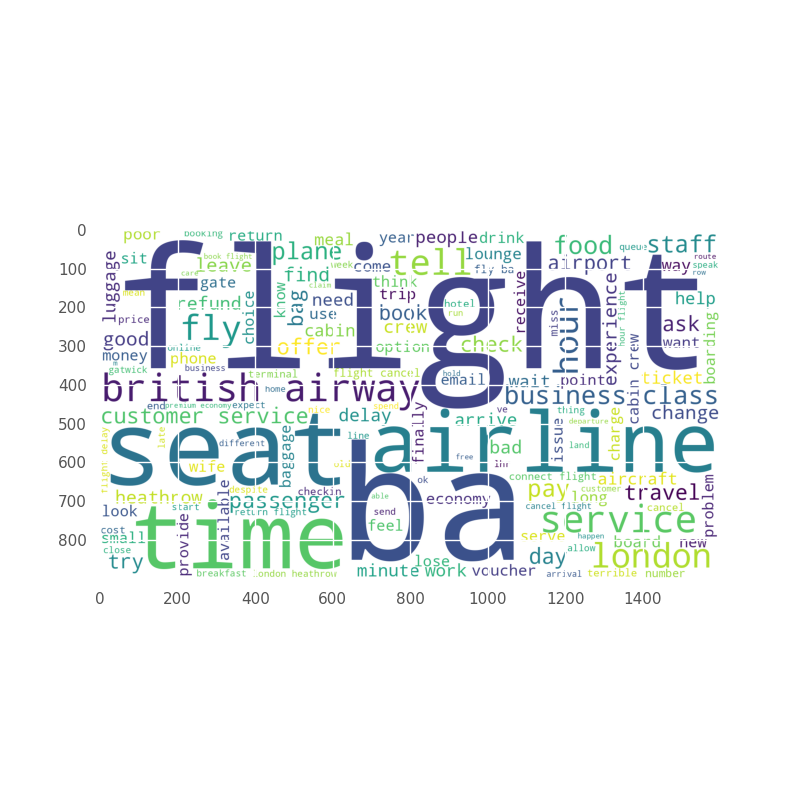 0
100
200
300
400
500
600
700
800
0 200 400 600 800 1000 1200 1400
flight
ba
seat
airline
time
british airway
business class
service
london
customer service
tell
fly
hour
plane
food
staff
airport
passenger
travel
pay
day
try
offer
refund
book
bag
find
leave
check
crew
cabin
need
use
trip
think
know
choice
good
money
phone
price
gate
luggage
sit
poor
booking
return
meal
year
people
drink
lounge
come
week
fly ba
queue
way
route
speak
row
help
ask
want
boarding
experience
hour flight
receive
miss
hotel
run
claim
option
email
hold
wait
point
ticket
change
cabin crew
charge
issue
thing
departure
land
arrive
bad
finally
delay
ve
spend
nice
home
flight cancel
terminal
business
online
book flight
care
gatwick
end
premium economy
expect
late
different
wife
baggage
line
old
free
ok
able
send
feel
economy
checkin
despite
available
provide
start
return flight
heathrow
look
cost
small
close
flight delay
breakfast
london heathrow
minute
work
lose
voucher
arrival
terrible
number
allow
happen
serve
board
new
cancel
cancel flight
customer
long
connect flight
aircraft
problem